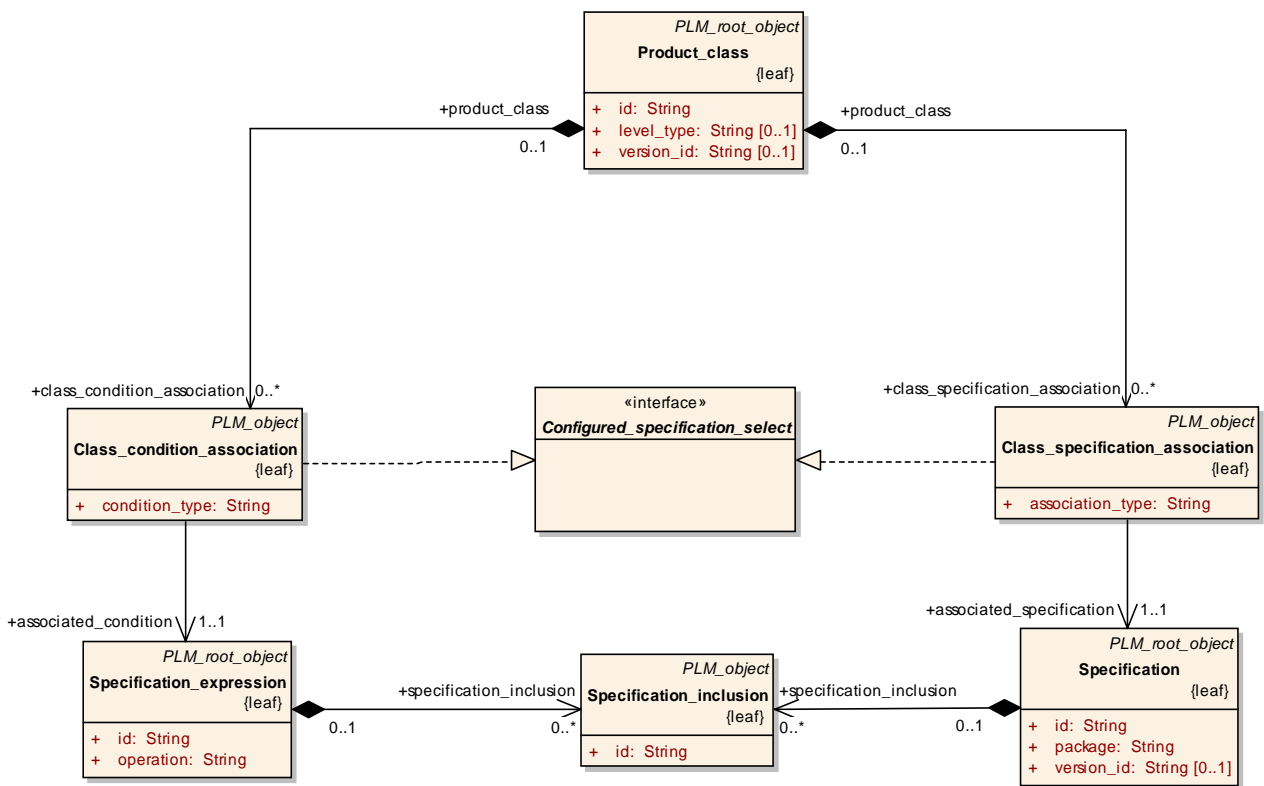 PLM_root_object
Product_class
{leaf}
+ id: String
+ level_type: String [0..1]
+ version_id: String [0..1]
+product_class
0..1
+product_class
0..1
+class_condition_association
0..*
+class_specification_association
0..*
PLM_object
Class_condition_association
{leaf}
+ condition_type: String
«interface»
Configured_specification_select
PLM_object
Class_specification_association
{leaf}
+ association_type: String
+associated_condition
1..1
+associated_specification
1..1
PLM_root_object
Specification_expression
{leaf}
+ id: String
+ operation: String
0..1
+specification_inclusion
0..*
PLM_object
Specification_inclusion
{leaf}
+ id: String
+specification_inclusion
0..*
0..1
PLM_root_object
Specification
{leaf}
+ id: String
+ package: String
+ version_id: String [0..1]